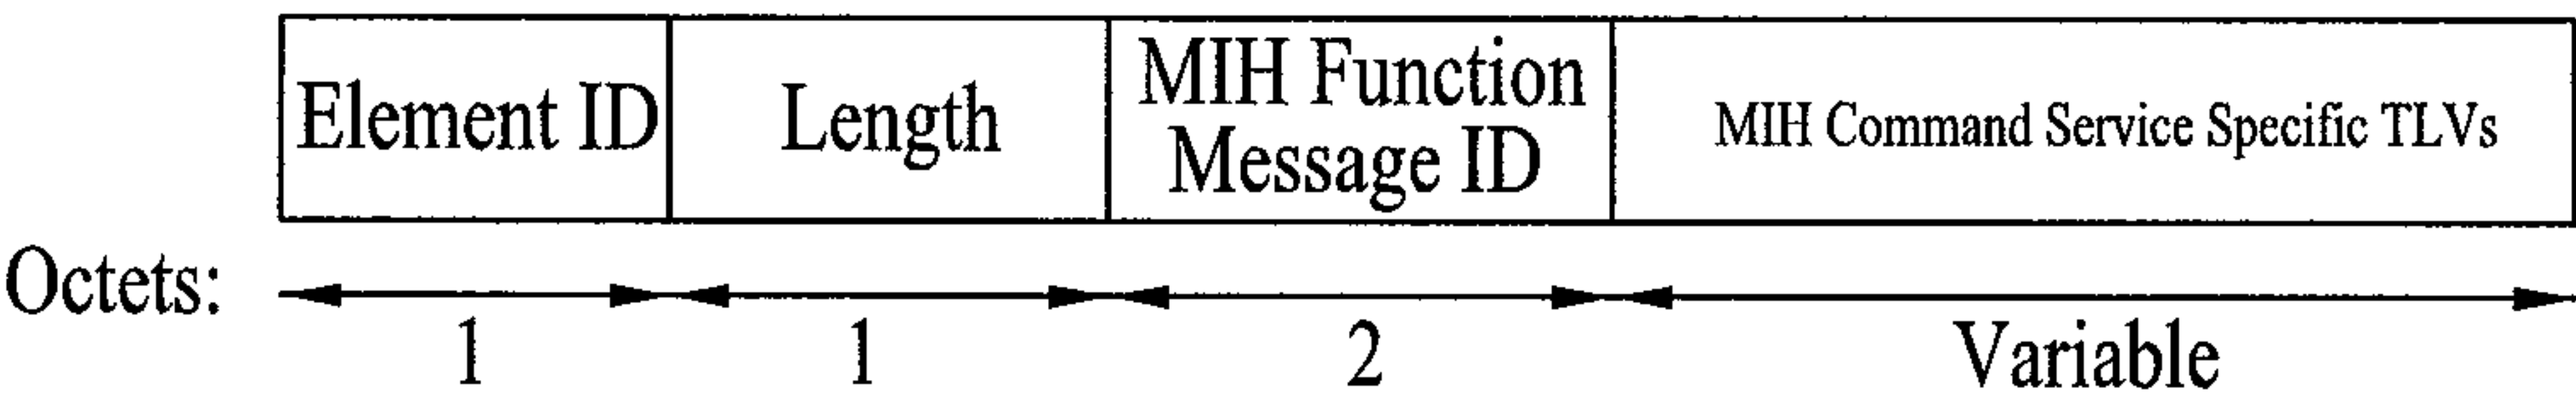 Element ID
Length
MIH Function
Message ID
MIH Command Service Specific TLVs
Octets:
1
1
2
Variable